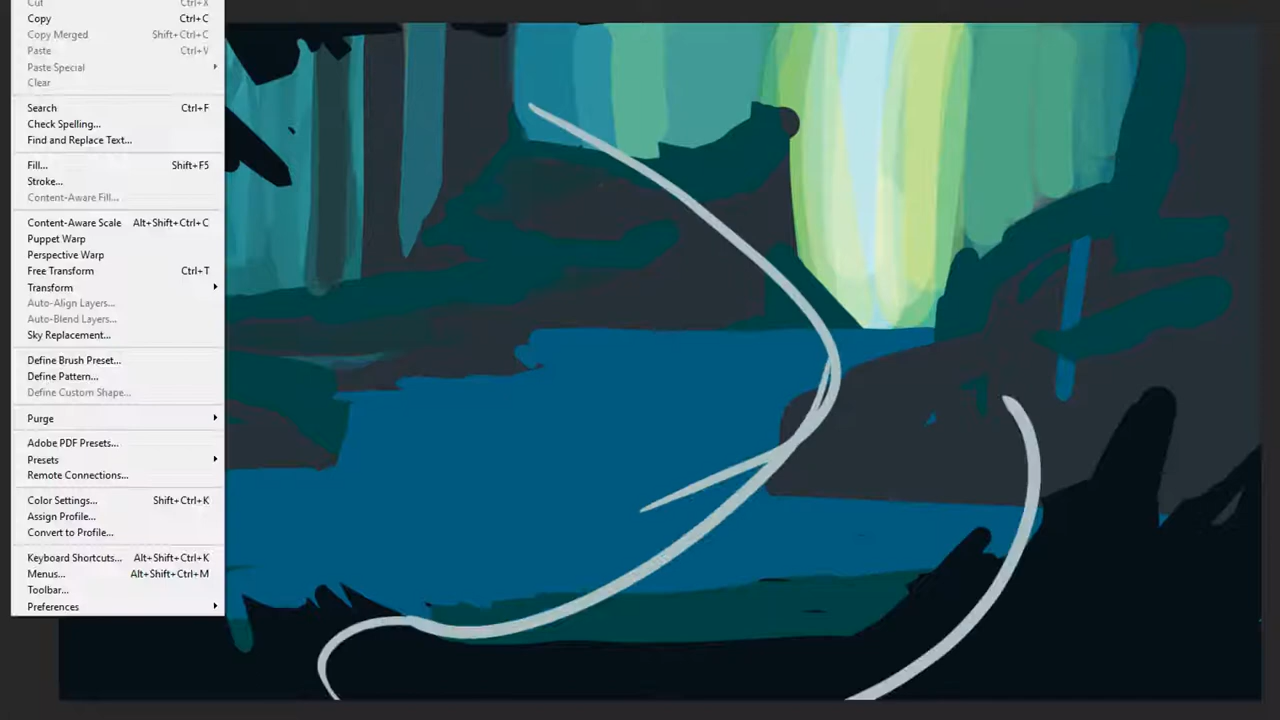 Cut Ctrl+X
Copy Ctrl+C
Copy Merged Shift+Ctrl+C
Paste Ctrl+V
Paste Special
Clear
Search Ctrl+F
Check Spelling...
Find and Replace Text...
Fill... Shift+F5
Stroke...
Content-Aware Fill...
Content-Aware Scale Alt+Shift+Ctrl+C
Puppet Warp
Perspective Warp
Free Transform Ctrl+T
Transform
Auto-Align Layers...
Auto-Blend Layers...
Sky Replacement...
Define Brush Preset...
Define Pattern...
Define Custom Shape...
Purge
Adobe PDF Presets...
Presets
Remote Connections...
Color Settings... Shift+Ctrl+K
Assign Profile...
Convert to Profile...
Keyboard Shortcuts... Alt+Shift+Ctrl+K
Menus... Alt+Shift+Ctrl+M
Toolbar...
Preferences